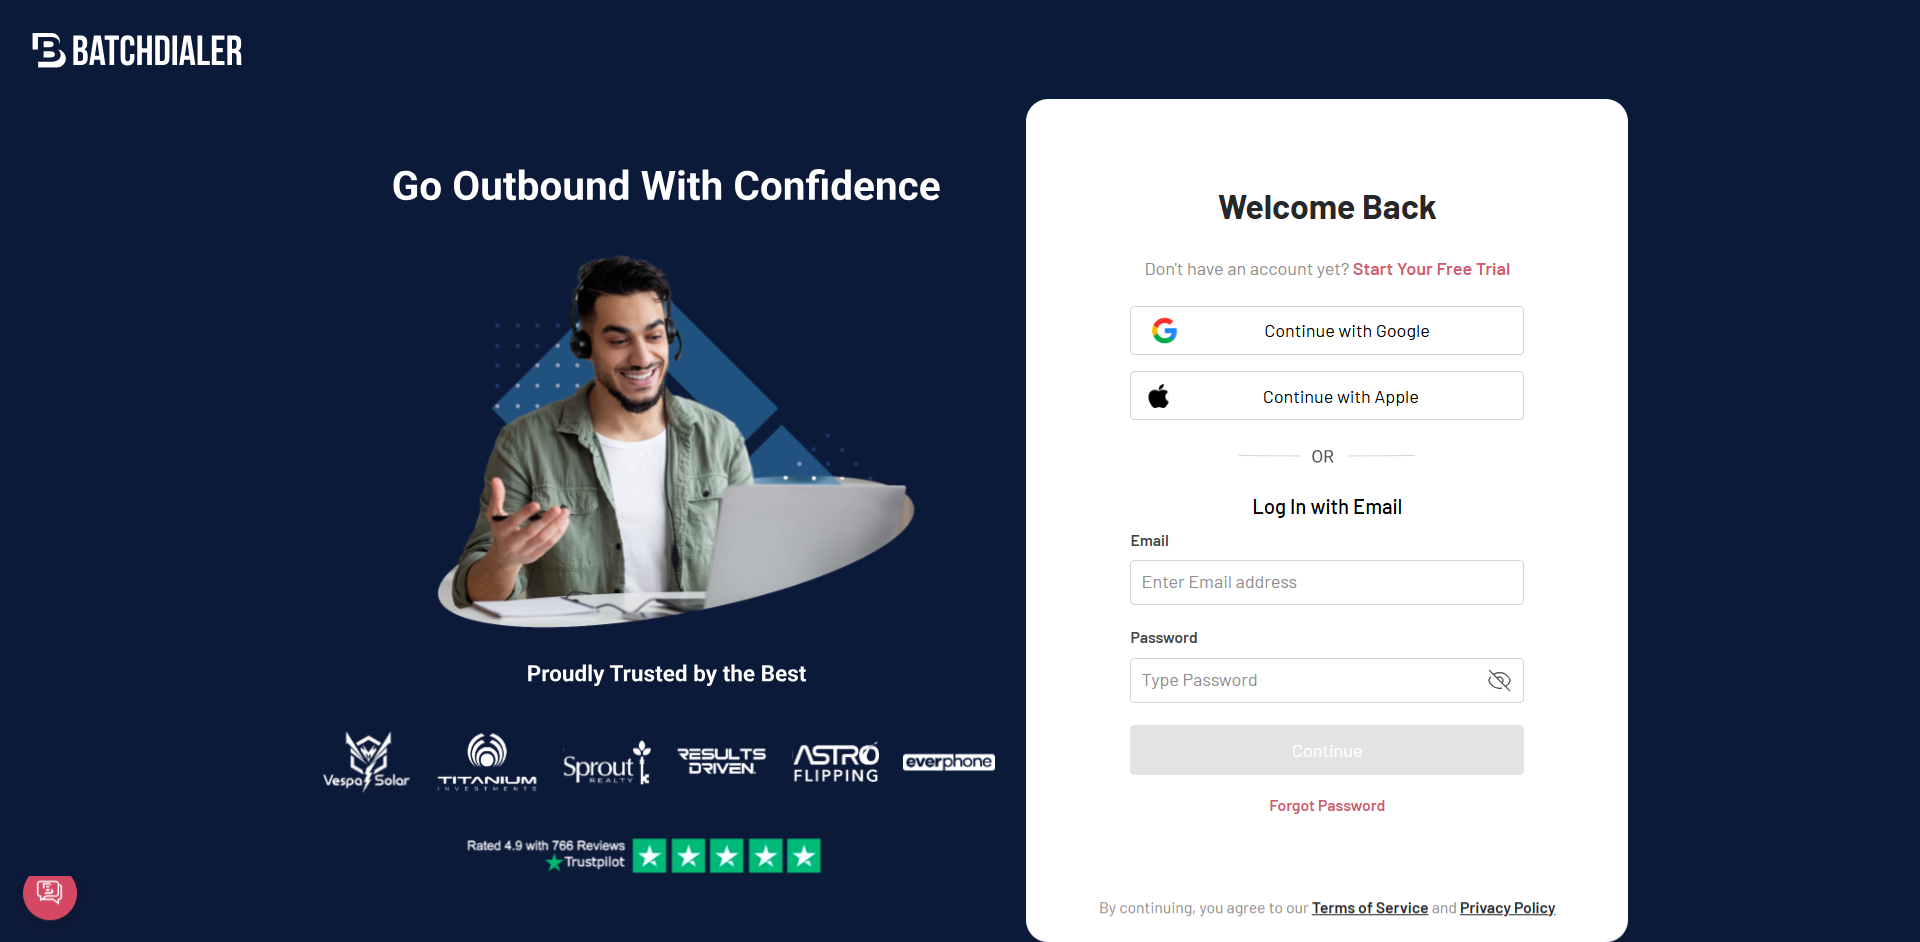 BATCHDIALER
Go Outbound With Confidence
Proudly Trusted by the Best
Vespa Solar
TITANIUM
INVESTMENTS
Sprout
REALTY
RESULTS
DRIVEN
ASTRO
FLIPPING
everphone
Rated 4.9 with 766 Reviews
Trustpilot
Welcome Back
Don't have an account yet? Start Your Free Trial
Continue with Google
Continue with Apple
OR
Log In with Email
Email
Enter Email address
Password
Type Password
Continue
Forgot Password
By continuing, you agree to our Terms of Service and Privacy Policy